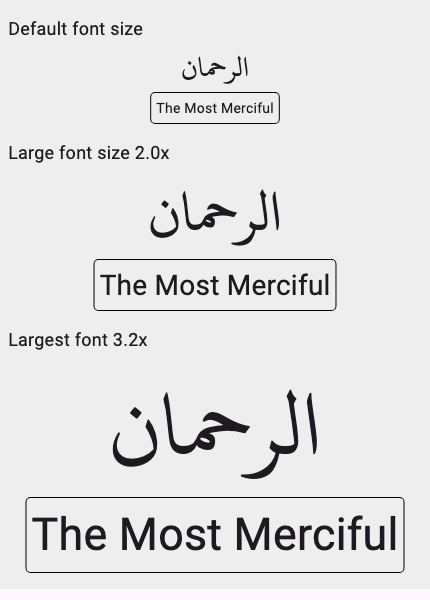 Default font size
الرحمان
The Most Merciful
Large font size 2.0x
الرحمان
The Most Merciful
Largest font 3.2x
الرحمان
The Most Merciful